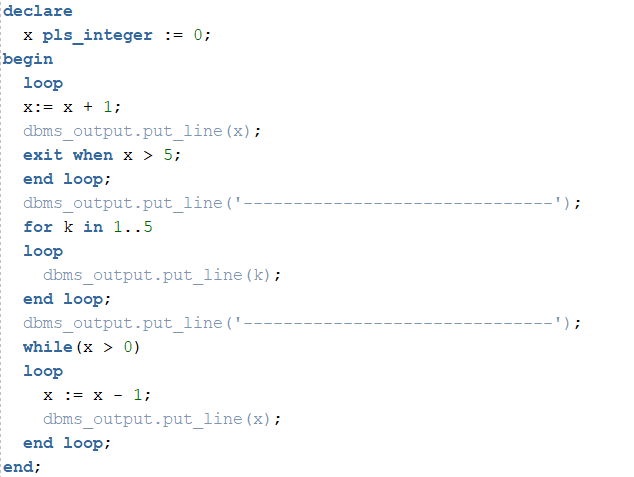 declare
  x pls_integer := 0;
begin
  loop
  x:= x + 1;
  dbms_output.put_line(x);
  exit when x > 5;
  end loop;
  dbms_output.put_line('-------------------------------');
  for k in 1..5
  loop
    dbms_output.put_line(k);
  end loop;
  dbms_output.put_line('-------------------------------');
  while(x > 0)
  loop
    x := x - 1;
    dbms_output.put_line(x);
  end loop;
end;